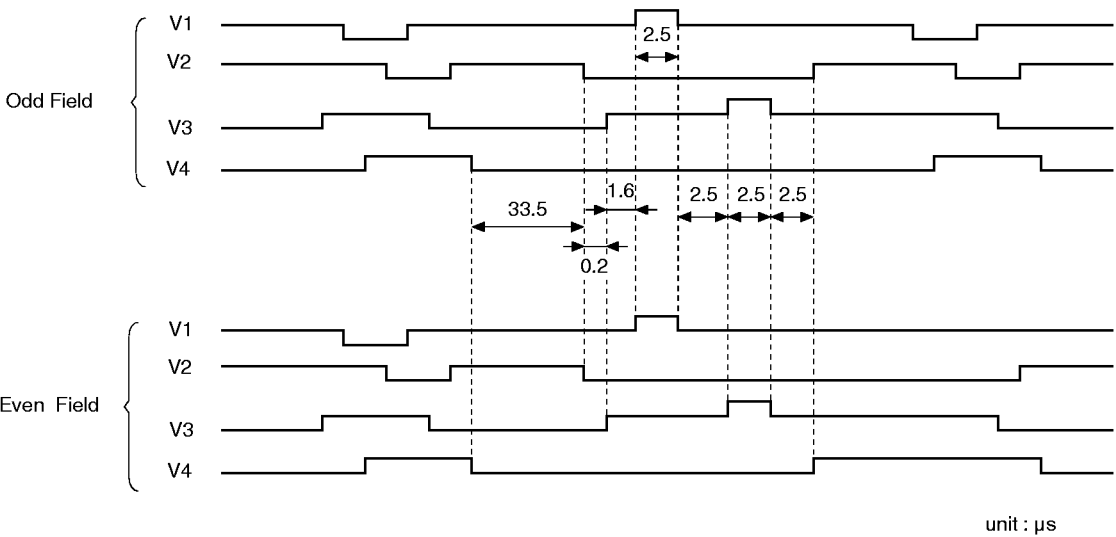 V1
2.5
V2
Odd Field
V3
V4
1.6
33.5
2.5 2.5 2.5
0.2
V1
V2
Even Field
V3
V4
unit : µs